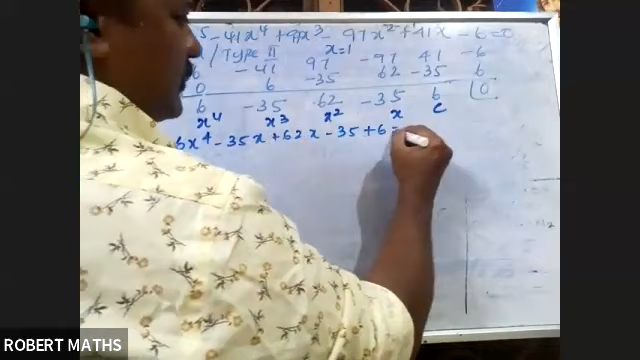 5 - 41x⁴ + 97x³ - 97x² + 41x - 6 = 0
/ Type II x=1
6 - 41 97 - 97 41 - 6
0 6 - 35 62 - 35 6
6 - 35 62 - 35 6 0
x⁴ x³ x² x c
6x⁴ - 35x + 62x - 35 + 6 =
ROBERT MATHS